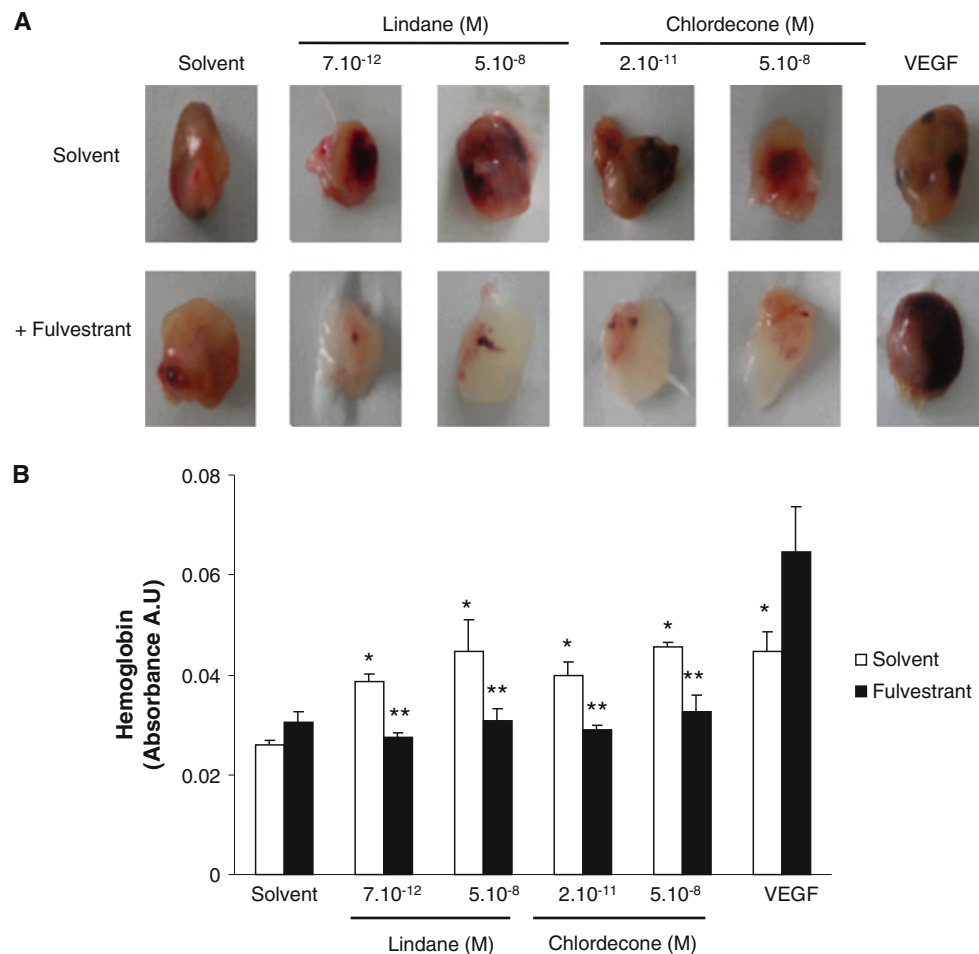 A
Lindane (M)
Chlordecone (M)
Solvent
7.10⁻¹²
5.10⁻⁸
2.10⁻¹¹
5.10⁻⁸
VEGF
Solvent
+ Fulvestrant
B
0.08
0.06
0.04
0.02
0
Hemoglobin
(Absorbance A.U)
*
**
*
**
*
**
*
**
*
Solvent
Fulvestrant
Solvent
7.10⁻¹²
5.10⁻⁸
2.10⁻¹¹
5.10⁻⁸
VEGF
Lindane (M)
Chlordecone (M)